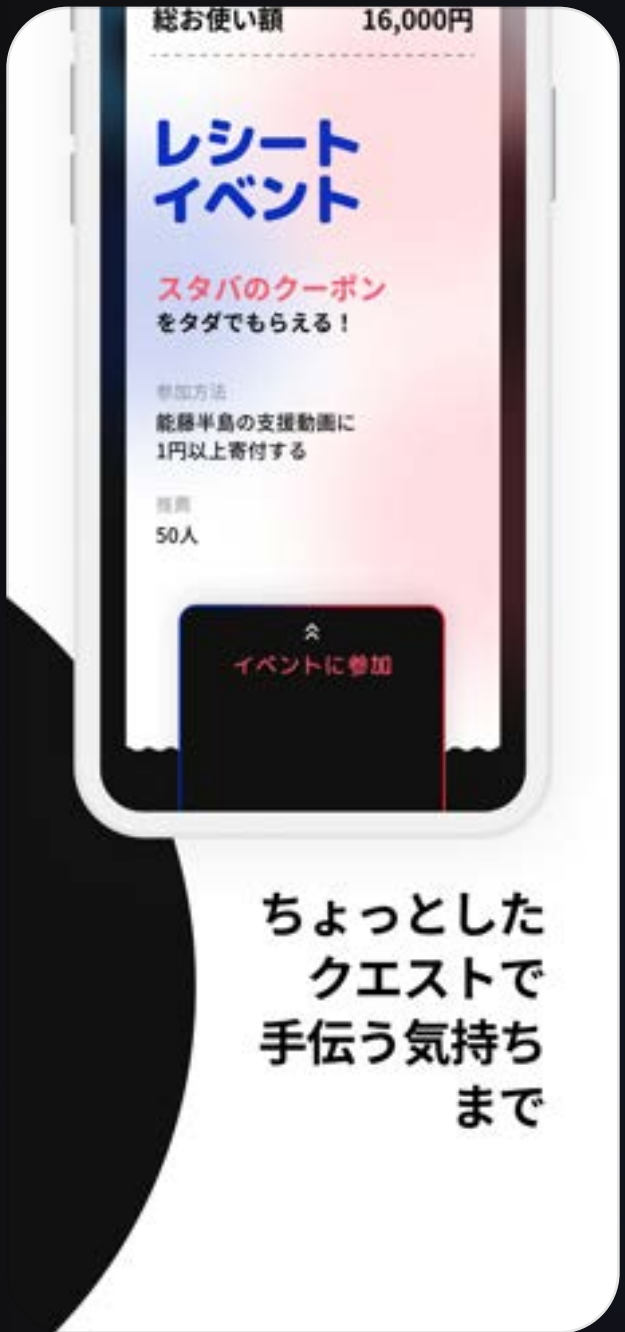 総お使い額 16,000円
レシート
イベント
スタバのクーポン
をタダでもらえる！
参加方法
能藤半島の支援動画に
1円以上寄付する
推薦
50人
イベントに参加
ちょっとした
クエストで
手伝う気持ち
まで